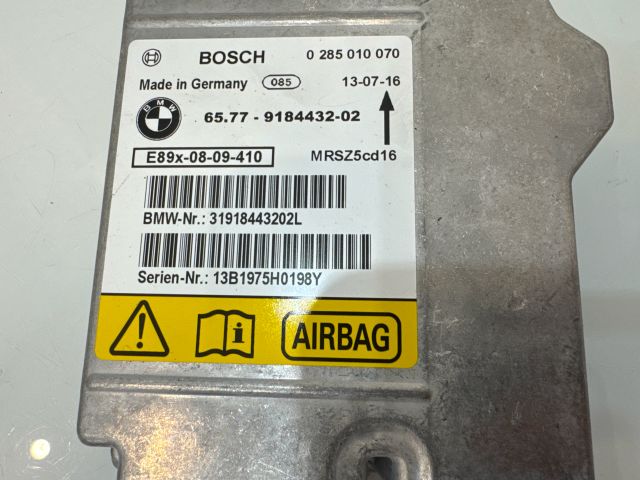 BOSCH 0 285 010 070
Made in Germany 085 13-07-16
BMW 65.77 - 9184432-02
E89x-08-09-410 MRSZ5cd16
BMW-Nr.: 31918443202L
Serien-Nr.: 13B1975H0198Y
i AIRBAG